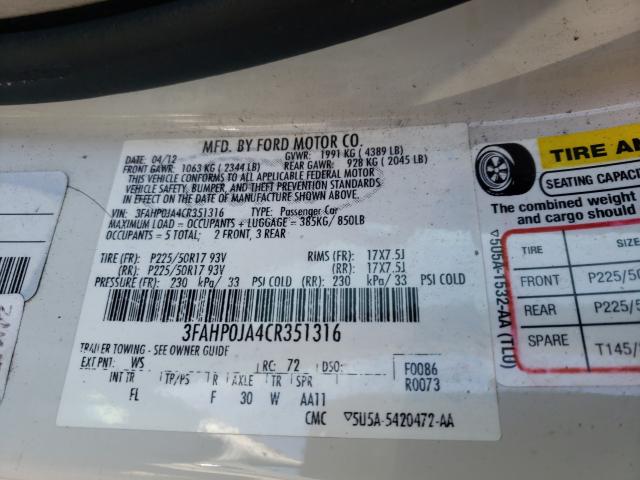 MFD. BY FORD MOTOR CO.
DATE: 04/12 GVWR: 1991 KG ( 4389 LB)
FRONT GAWR: 1063 KG ( 2344 LB) REAR GAWR: 928 KG ( 2045 LB)
THIS VEHICLE CONFORMS TO ALL APPLICABLE FEDERAL MOTOR
VEHICLE SAFETY, BUMPER, AND THEFT PREVENTION STANDARDS
IN EFFECT ON THE DATE OF MANUFACTURE SHOWN ABOVE.
VIN: 3FAHP0JA4CR351316 TYPE: Passenger Car
MAXIMUM LOAD = OCCUPANTS + LUGGAGE = 385KG/ 850LB
OCCUPANTS = 5 TOTAL; 2 FRONT, 3 REAR
TIRE (FR): P225/50R17 93V RIMS (FR): 17X7.5J
(RR): P225/50R17 93V (RR): 17X7.5J
PRESSURE (FR): 230 kPa/ 33 PSI COLD (RR): 230 kPa/ 33 PSI COLD
3FAHP0JA4CR351316
TRAILER TOWING - SEE OWNER GUIDE
EXT PNT: WS RC: 72 DSO: F0086
R0073
INT TR TP/PS R AXLE TR SPR
FL F 30 W AA11
CMC ▽5U5A-5420472-AA
TIRE AN
SEATING CAPAC
The combined weight
and cargo should
TIRE
FRONT P225/50
REAR P225/5
SPARE T145/
▽5U5A-1532-AA (TLU)